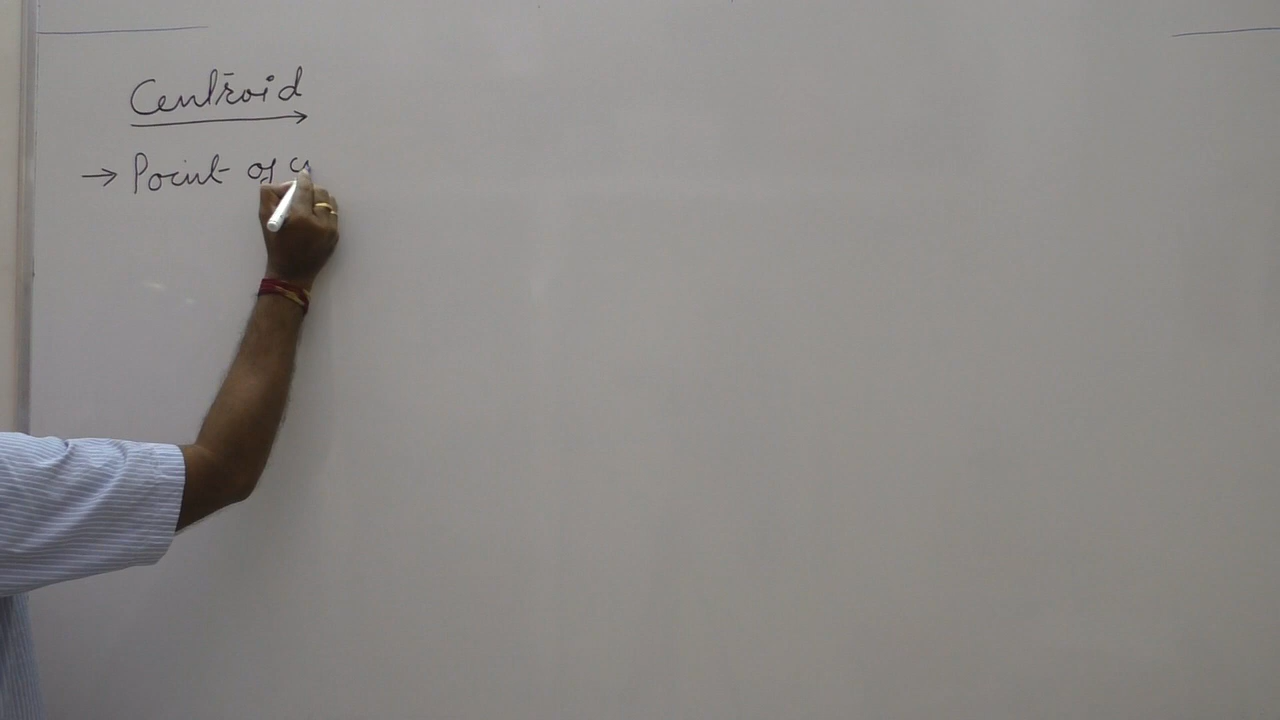 Centroid
→ Point of